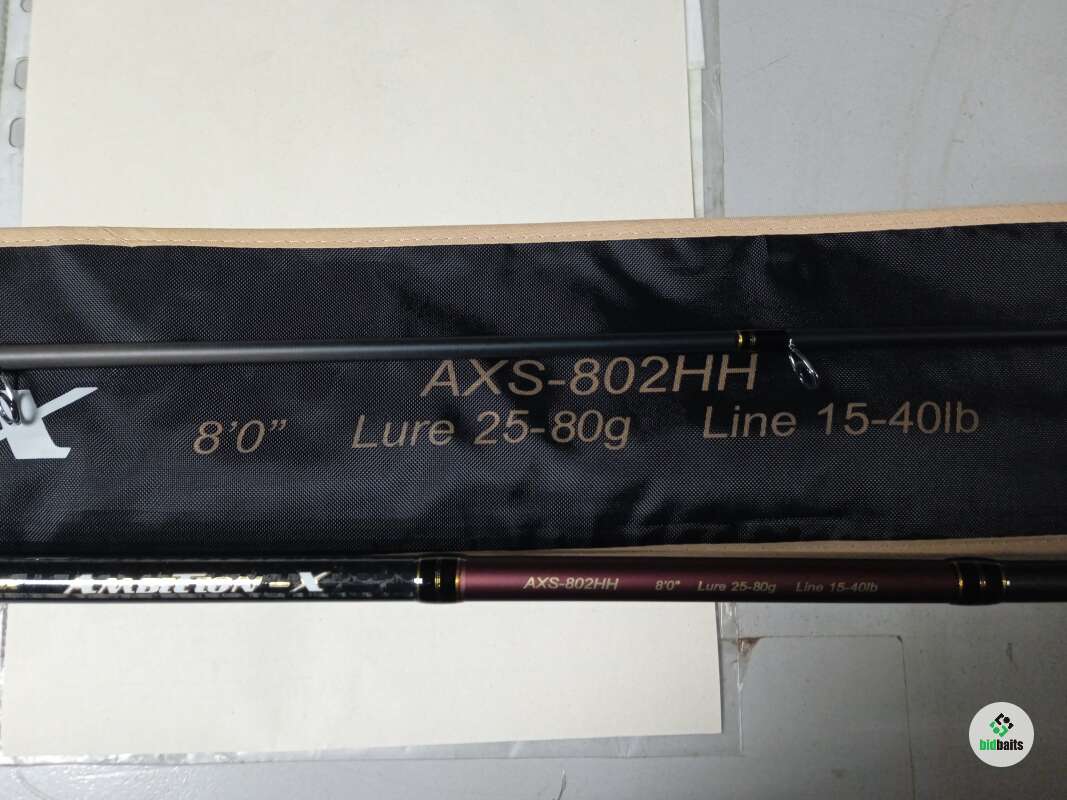 AXS-802HH
X 8'0" Lure 25-80g Line 15-40lb
AMBITION-X AXS-802HH 8'0" Lure 25-80g Line 15-40lb
bidbaits